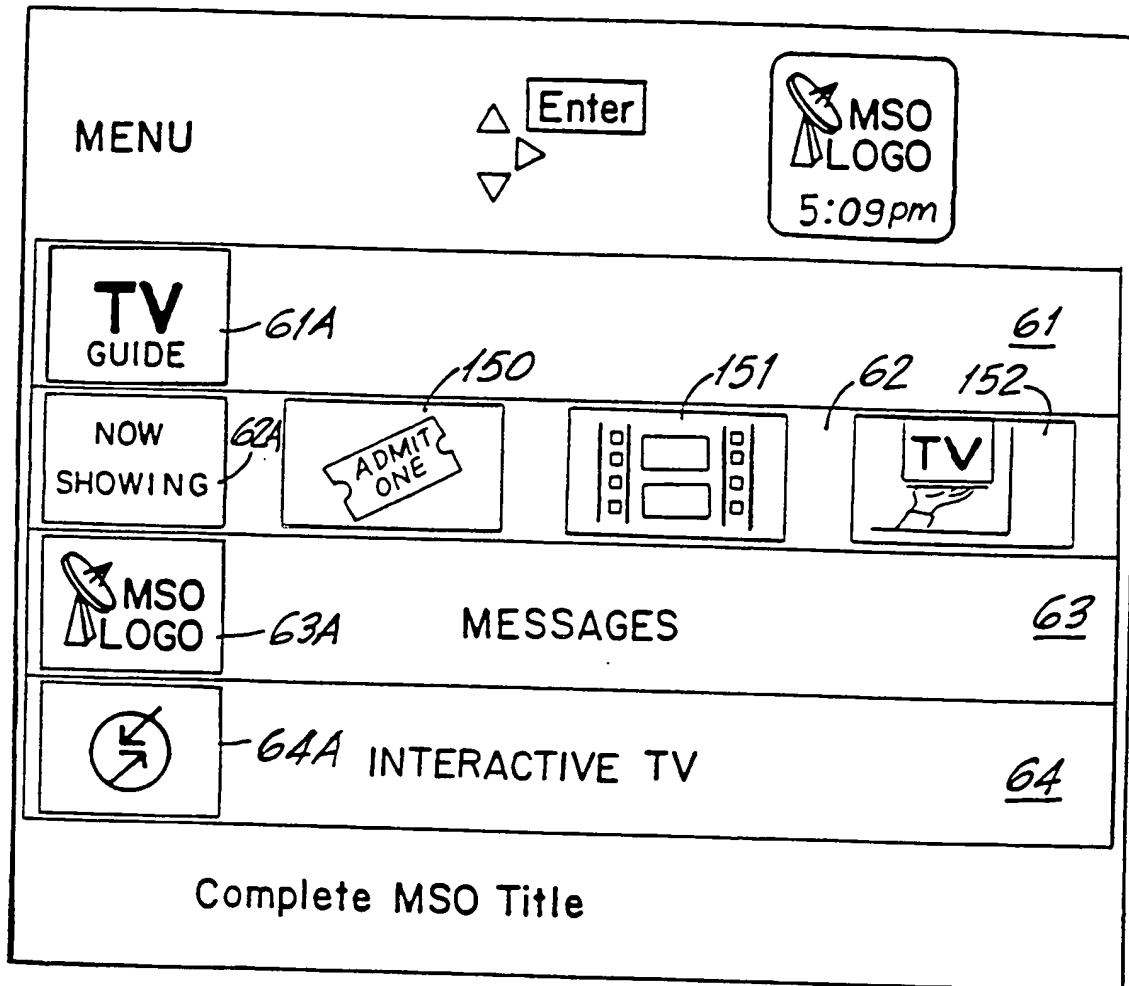 MENU
Enter
MSO
LOGO
5:09pm
TV
GUIDE
61A
61
150
151
62
152
NOW
SHOWING
62A
ADMIT
ONE
TV
MSO
LOGO
63A
MESSAGES
63
64A
INTERACTIVE TV
64
Complete MSO Title